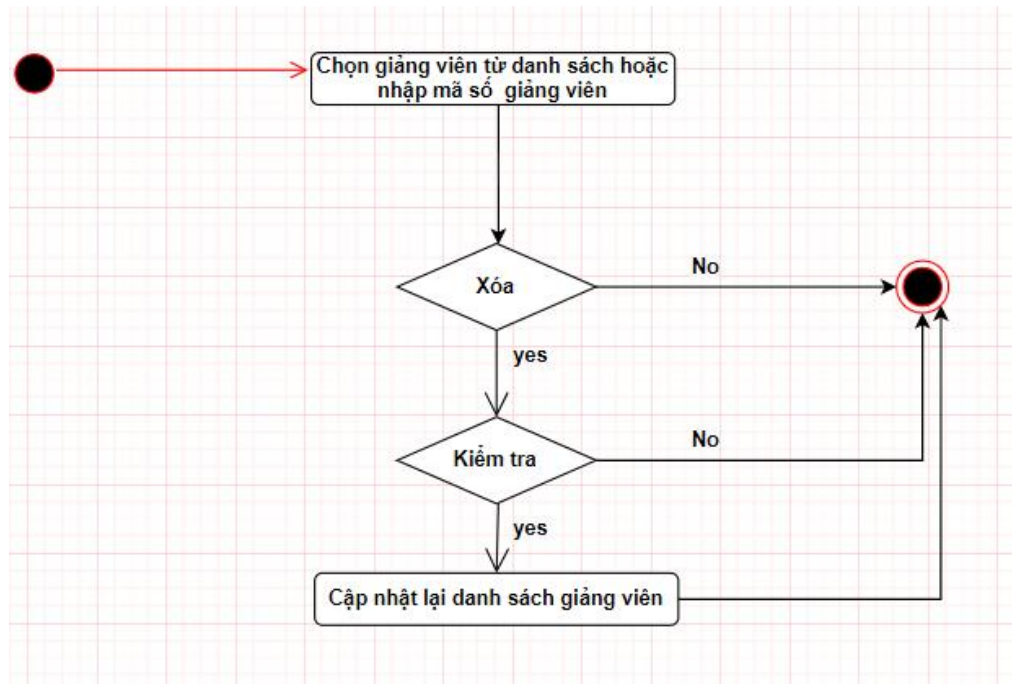 Chọn giảng viên từ danh sách hoặc
nhập mã số giảng viên
Xóa
No
yes
Kiểm tra
No
yes
Cập nhật lại danh sách giảng viên